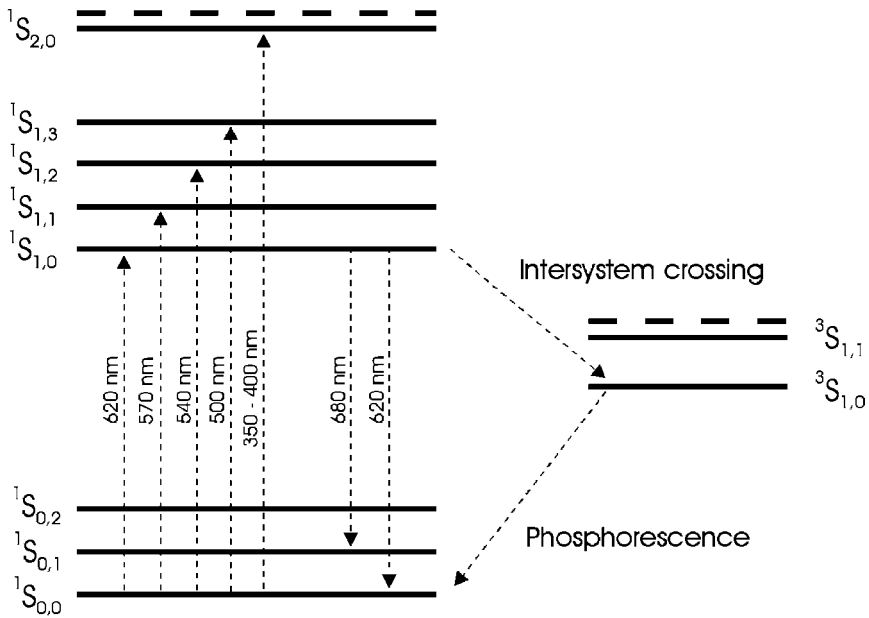 ¹S₂,₀
¹S₁,₃
¹S₁,₂
¹S₁,₁
¹S₁,₀
Intersystem crossing
³S₁,₁
³S₁,₀
620 nm
570 nm
540 nm
500 nm
350 - 400 nm
680 nm
620 nm
¹S₀,₂
¹S₀,₁
¹S₀,₀
Phosphorescence